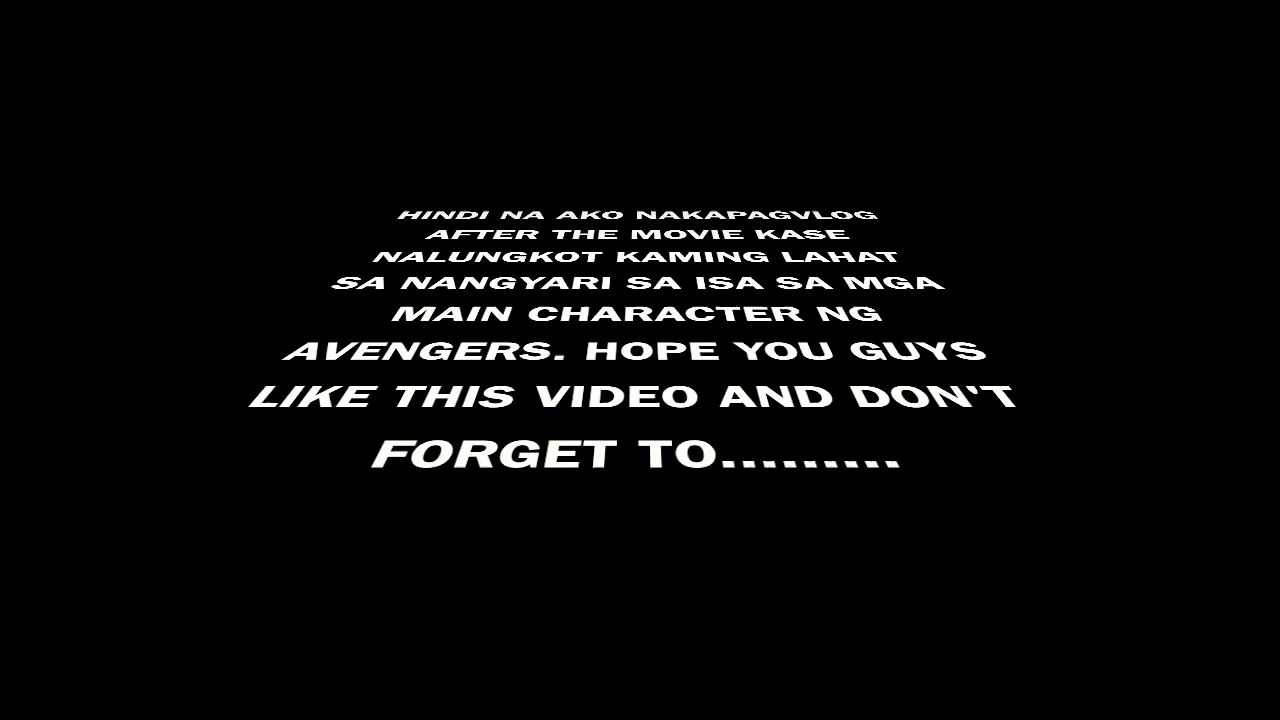 HINDI NA AKO NAKAPAGVLOG
AFTER THE MOVIE KASE
NALUNGKOT KAMING LAHAT
SA NANGYARI SA ISA SA MGA
MAIN CHARACTER NG
AVENGERS. HOPE YOU GUYS
LIKE THIS VIDEO AND DON'T
FORGET TO.........